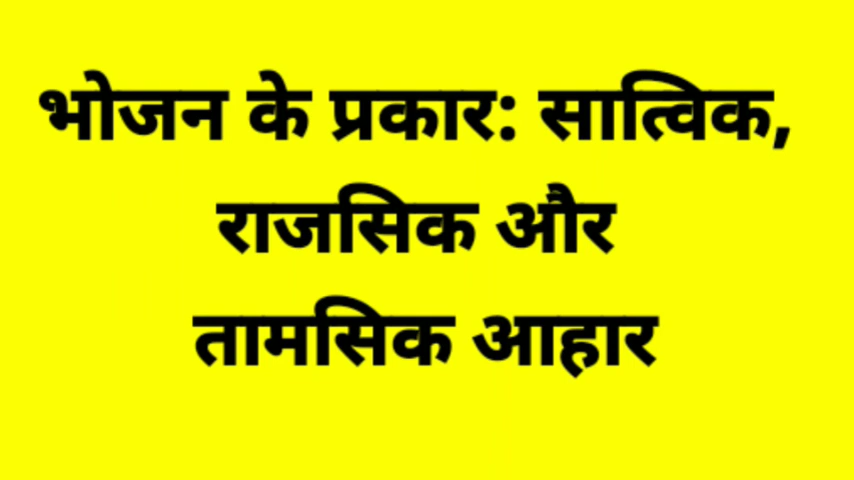 भोजन के प्रकार: सात्विक,
राजसिक और
तामसिक आहार